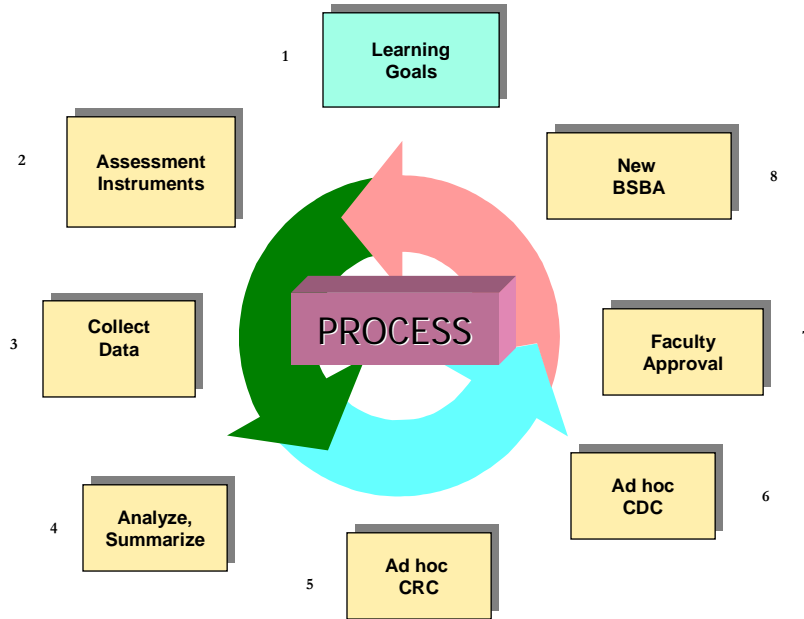 1
Learning
Goals
2
Assessment
Instruments
3
Collect
Data
4
Analyze,
Summarize
5
Ad hoc
CRC
6
Ad hoc
CDC
Faculty
Approval
8
New
BSBA
PROCESS